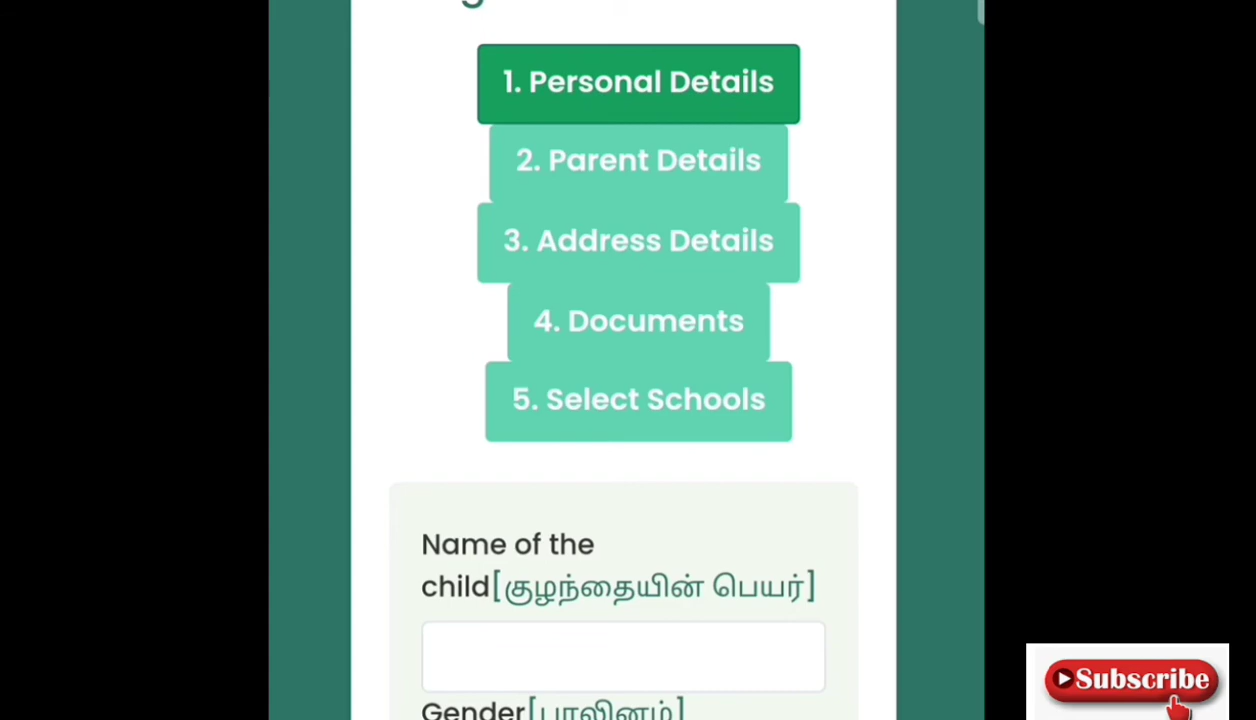 1. Personal Details
2. Parent Details
3. Address Details
4. Documents
5. Select Schools
Name of the
child[குழந்தையின் பெயர்]
Gender[பாலினம்]
Subscribe